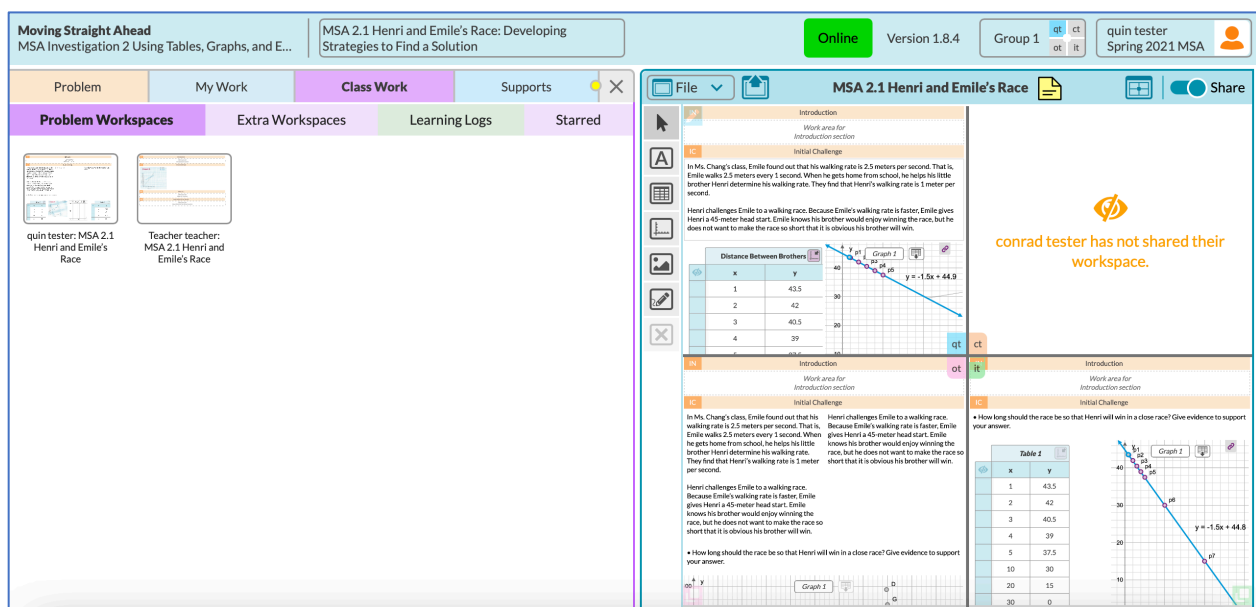 Moving Straight Ahead
MSA Investigation 2 Using Tables, Graphs, and E...
MSA 2.1 Henri and Emile's Race: Developing
Strategies to Find a Solution
Online
Version 1.8.4
Group 1
qt ct
ot it
quin tester
Spring 2021 MSA
Problem
My Work
Class Work
Supports
Problem Workspaces
Extra Workspaces
Learning Logs
Starred
quin tester: MSA 2.1
Henri and Emile's
Race
Teacher teacher:
MSA 2.1 Henri and
Emile's Race
File
MSA 2.1 Henri and Emile's Race
Share
A
Introduction
Work area for
Introduction section
IC
Initial Challenge
In Ms. Chang's class, Emile found out that his walking rate is 2.5 meters per second. That is,
Emile walks 2.5 meters every 1 second. When he gets home from school, he helps his little
brother Henri determine his walking rate. They find that Henri's walking rate is 1 meter per
second.
Henri challenges Emile to a walking race. Because Emile's walking rate is faster, Emile gives
Henri a 45-meter head start. Emile knows his brother would enjoy winning the race, but he
does not want to make the race so short that it is obvious his brother will win.
Distance Between Brothers
x y
1 43.5
2 42
3 40.5
4 39
y
p1
Graph 1
p3
p4
p5
y = -1.5x + 44.9
40
30
20
10
qt
conrad tester has not shared their
workspace.
ct
IN
Introduction
Work area for
Introduction section
ot
IC
Initial Challenge
In Ms. Chang's class, Emile found out that his
walking rate is 2.5 meters per second. That is,
Emile walks 2.5 meters every 1 second. When
he gets home from school, he helps his little
brother Henri determine his walking rate.
They find that Henri's walking rate is 1 meter
per second.
Henri challenges Emile to a walking race.
Because Emile's walking rate is faster, Emile
gives Henri a 45-meter head start. Emile
knows his brother would enjoy winning the
race, but he does not want to make the race so
short that it is obvious his brother will win.
Henri challenges Emile to a walking race.
Because Emile's walking rate is faster, Emile
gives Henri a 45-meter head start. Emile
knows his brother would enjoy winning the
race, but he does not want to make the race so
short that it is obvious his brother will win.
• How long should the race be so that Henri will win in a close race? Give evidence to support
your answer.
y
Graph 1
D
G
it
Introduction
Work area for
Introduction section
IC
Initial Challenge
• How long should the race be so that Henri will win in a close race? Give evidence to support
your answer.
Table 1
x y
1 43.5
2 42
3 40.5
4 39
5 37.5
10 30
20 15
30 0
y
p1
p2
p3
p4
p5
Graph 1
p6
y = -1.5x + 44.8
p7
40
30
20
10